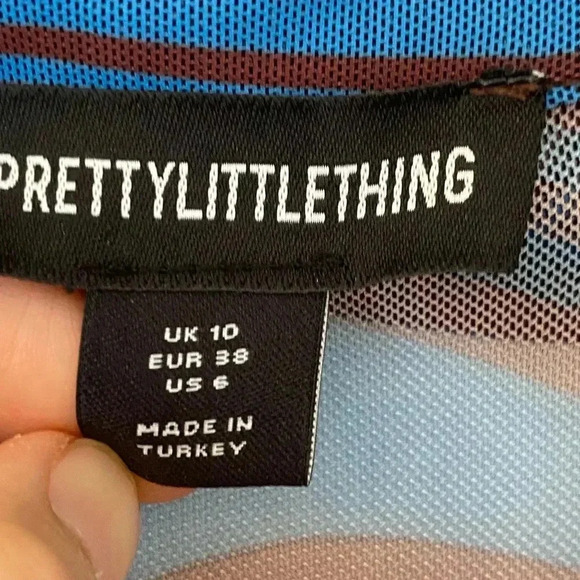 PRETTYLITTLETHING
UK 10
EUR 38
US 6
MADE IN
TURKEY